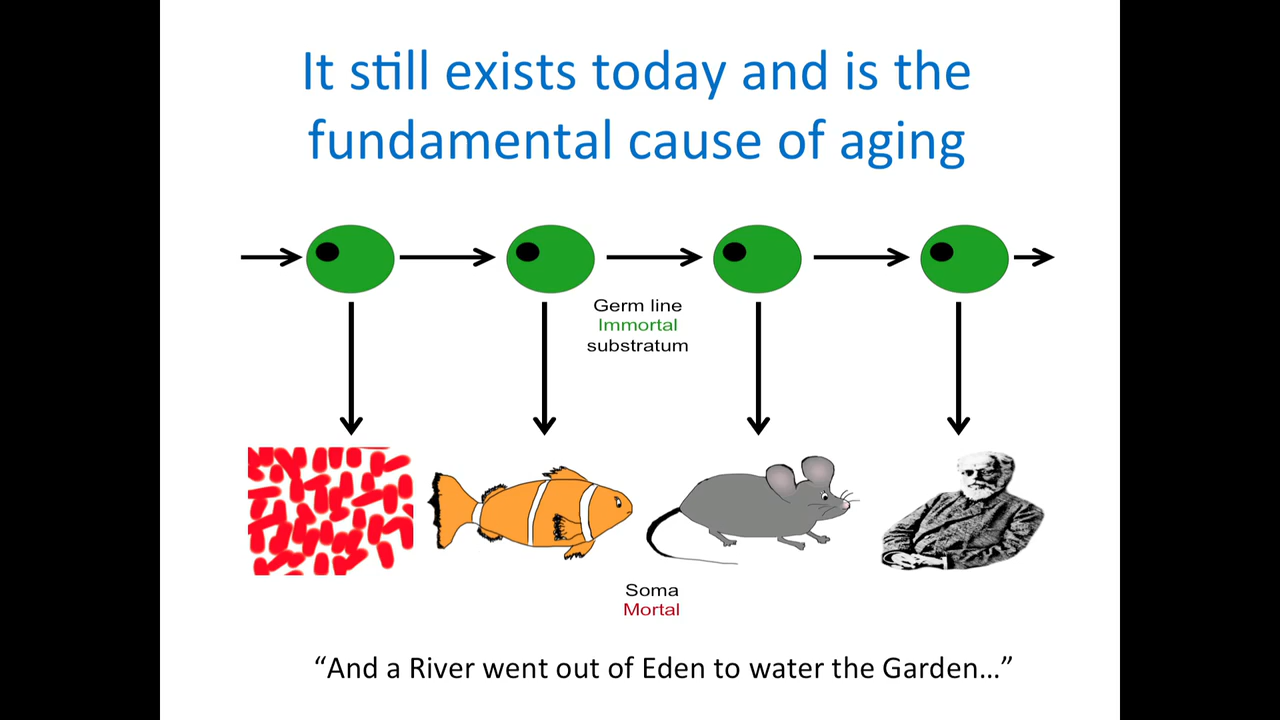 It still exists today and is the
fundamental cause of aging
Germ line
Immortal
substratum
Soma
Mortal
“And a River went out of Eden to water the Garden...”